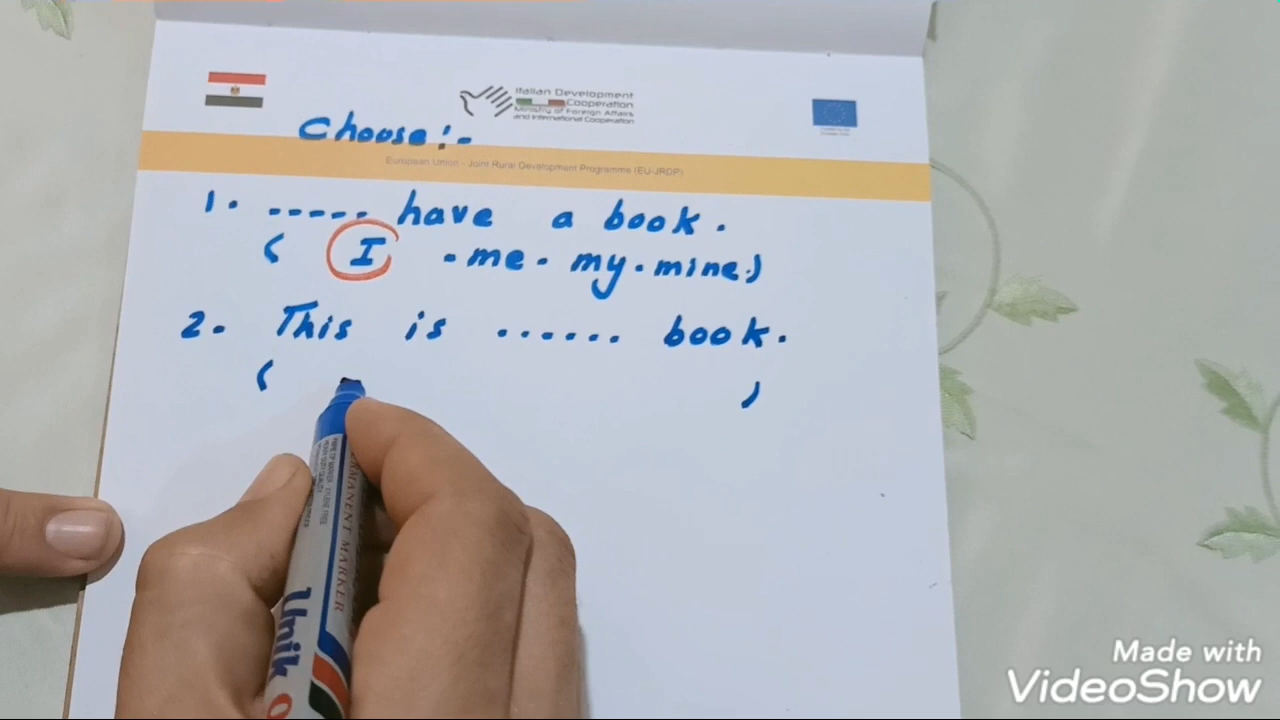 Italian Development
Cooperation
Ministry of Foreign Affairs
and International Cooperation
Choose:-
European Union - Joint Rural Development Programme (EU-JRDP)
1. ..... have a book.
( I - me - my - mine.)
2. This is ...... book.
( )
PERMANENT MARKER
Unik
Made with
VideoShow